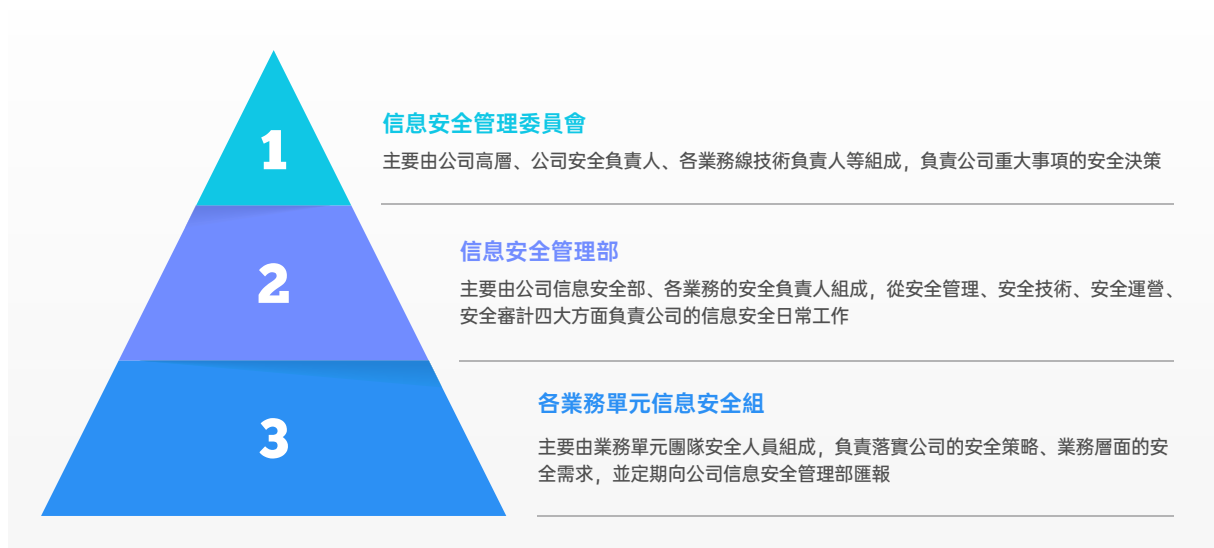 1
信息安全管理委員會
主要由公司高層、公司安全負責人、各業務線技術負責人等組成，負責公司重大事項的安全決策
2
信息安全管理部
主要由公司信息安全部、各業務的安全負責人組成，從安全管理、安全技術、安全運營、
安全審計四大方面負責公司的信息安全日常工作
3
各業務單元信息安全組
主要由業務單元團隊安全人員組成，負責落實公司的安全策略、業務層面的安
全需求，並定期向公司信息安全管理部匯報